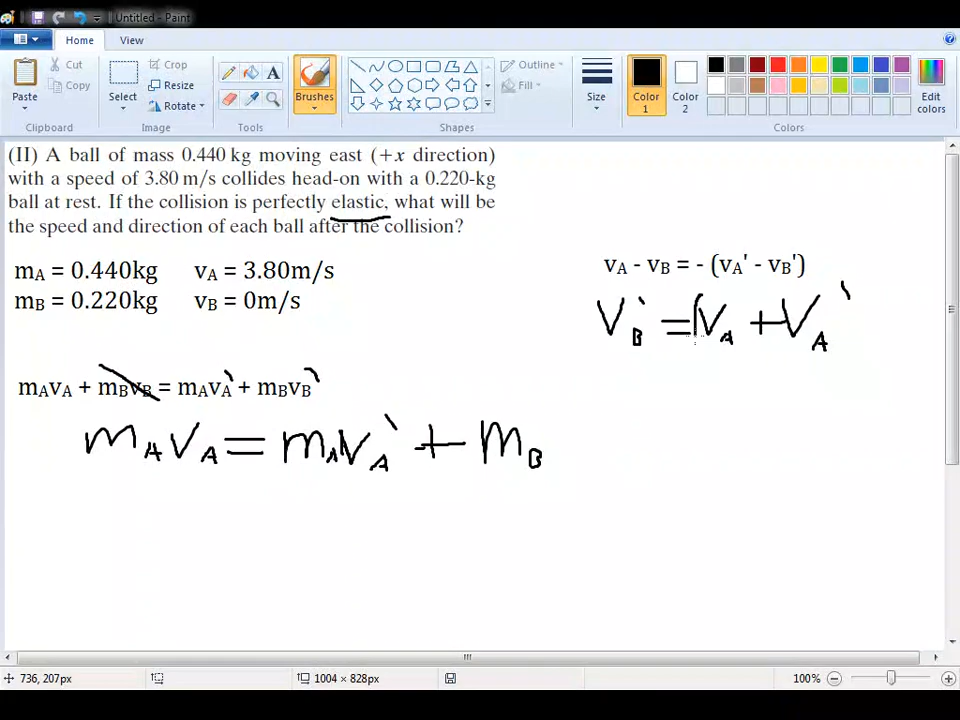 Untitled - Paint
Home View
Paste
Cut
Copy
Clipboard
Select
Crop
Resize
Rotate
Image
Tools
Brushes
Shapes
Outline
Fill
Size
Color 1
Color 2
Edit colors
Colors
(II) A ball of mass 0.440 kg moving east (+x direction)
with a speed of 3.80 m/s collides head-on with a 0.220-kg
ball at rest. If the collision is perfectly elastic, what will be
the speed and direction of each ball after the collision?
mA = 0.440kg vA = 3.80m/s
mB = 0.220kg vB = 0m/s
vA - vB = - (vA' - vB')
VB' = (VA + VA'
mAvA + mBvB = mAvA' + mBvB'
mAvA = mAvA' + mB
736, 207px
1004 × 828px
100%